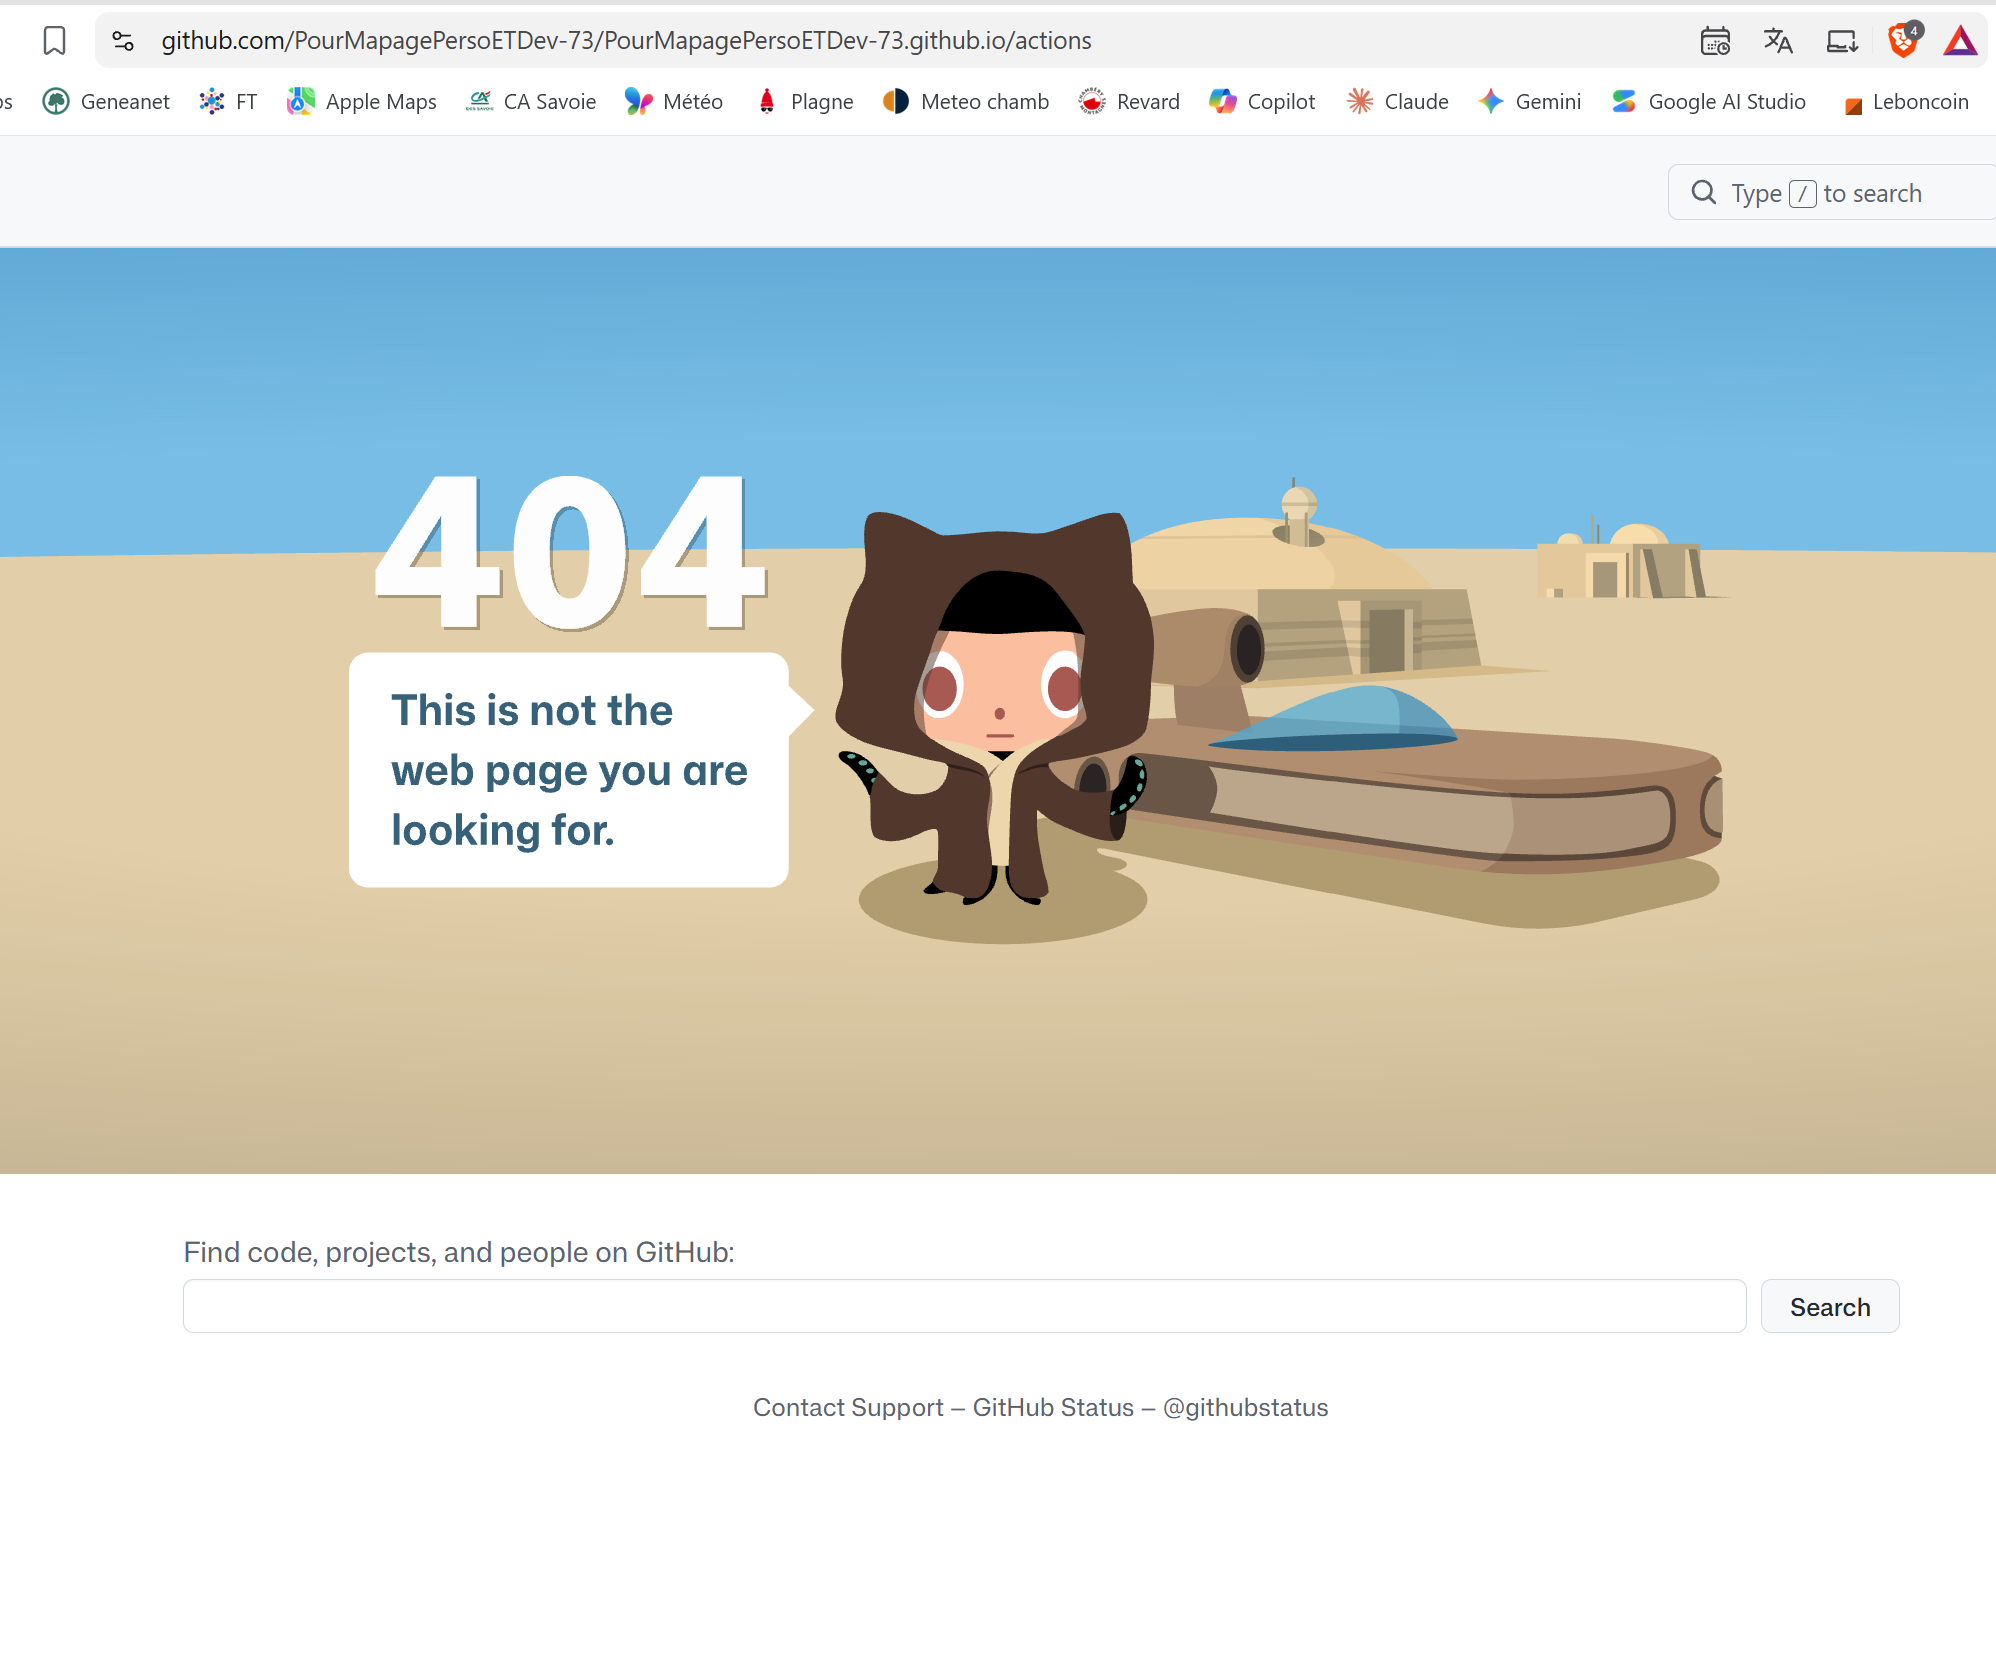 github.com/PourMapagePersoETDev-73/PourMapagePersoETDev-73.github.io/actions
4
os Geneanet FT Apple Maps CA Savoie Météo Plagne Meteo chamb Revard Copilot Claude Gemini Google AI Studio Leboncoin
Type / to search
404
This is not the
web page you are
looking for.
Find code, projects, and people on GitHub:
Search
Contact Support — GitHub Status — @githubstatus